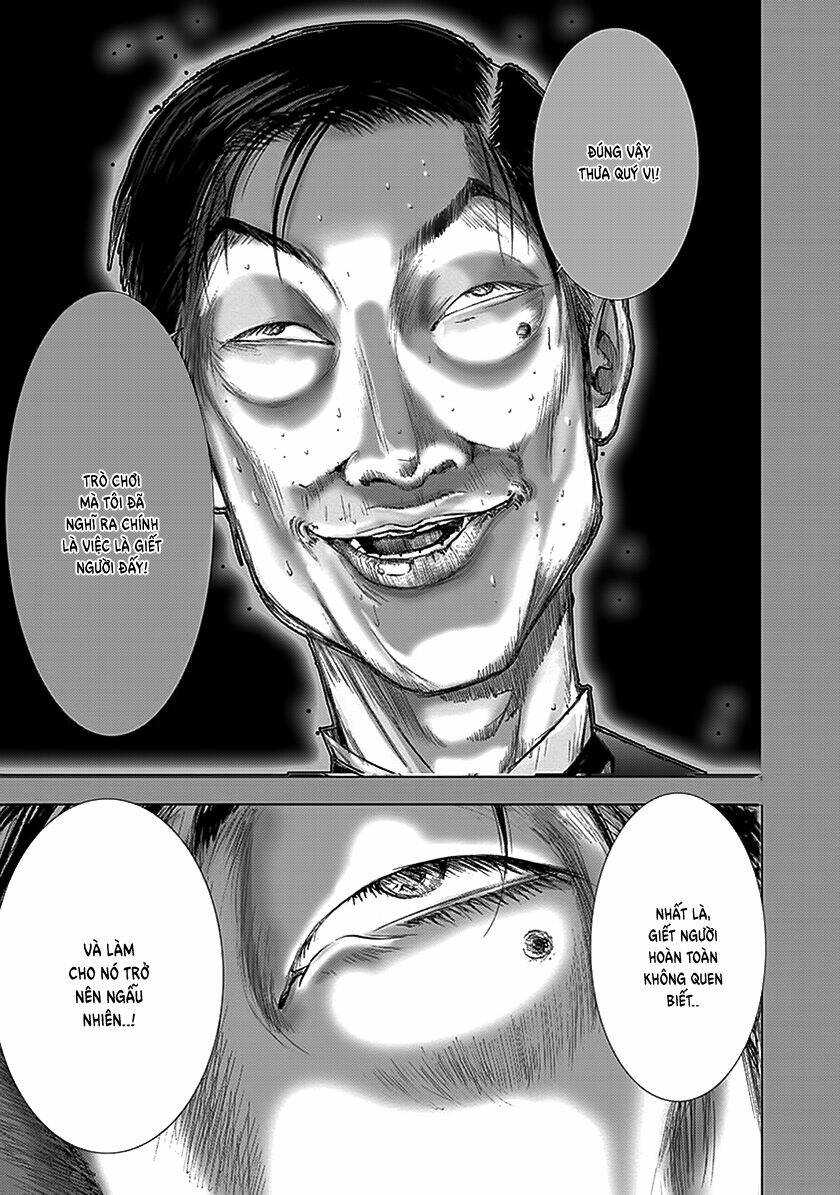 ĐÚNG VẬY
THƯA QUÝ VỊ!
TRÒ CHƠI
MÀ TÔI ĐÃ
NGHĨ RA CHÍNH
LÀ VIỆC LÀ GIẾT
NGƯỜI ĐẤY!
NHẤT LÀ,
GIẾT NGƯỜI
HOÀN TOÀN
KHÔNG QUEN
BIẾT..
VÀ LÀM
CHO NÓ TRỞ
NÊN NGẪU
NHIÊN..!